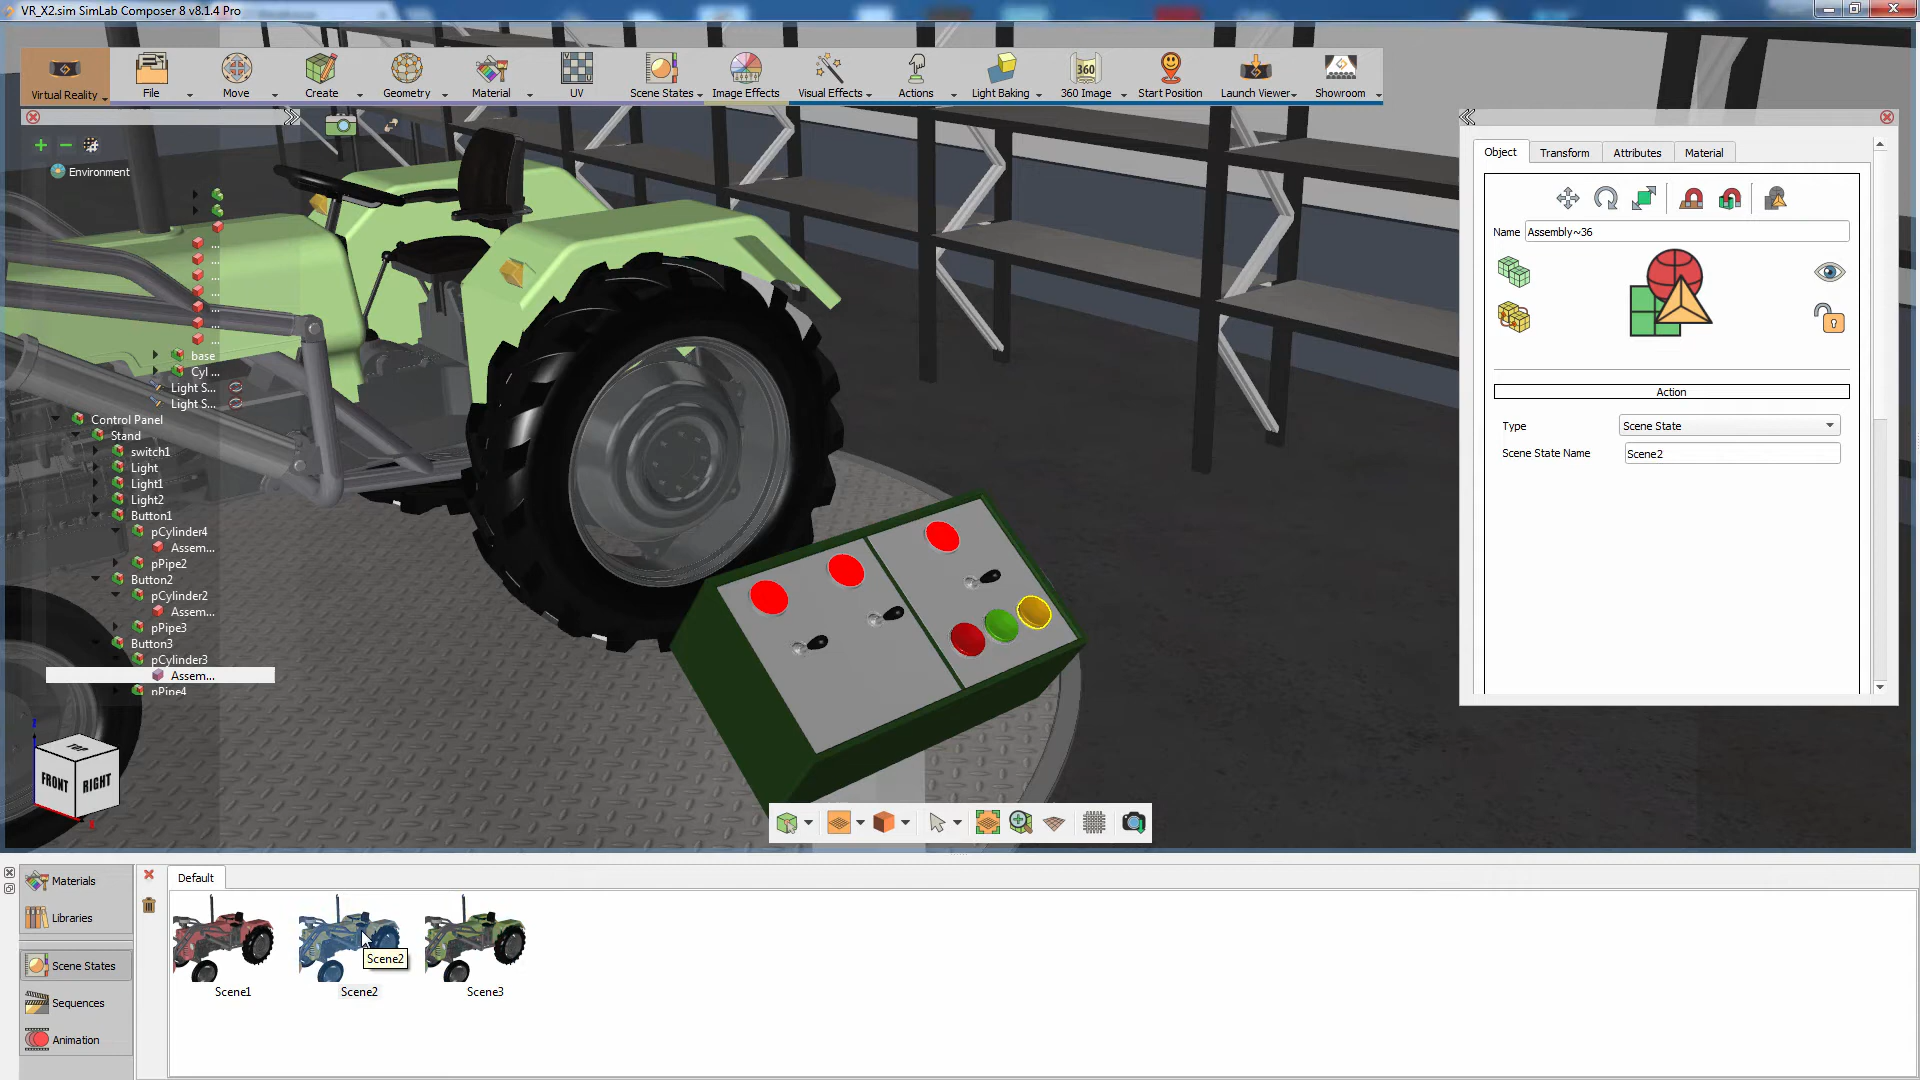 VR_X2.sim SimLab Composer 8 v8.1.4 Pro
Virtual Reality
File
Move
Create
Geometry
Material
UV
Scene States
Image Effects
Visual Effects
Actions
Light Baking
360
360 Image
Start Position
Launch Viewer
Showroom
Environment
...
...
...
...
...
...
...
base
Cyl ...
Light S...
Light S...
Control Panel
Stand
switch1
Light
Light1
Light2
Button1
pCylinder4
Assem...
pPipe2
Button2
pCylinder2
Assem...
pPipe3
Button3
pCylinder3
Assem...
pPipe4
TOP
FRONT
RIGHT
Object
Transform
Attributes
Material
Name
Assembly~36
Action
Type
Scene State
Scene State Name
Scene2
Materials
Libraries
Scene States
Sequences
Animation
Default
Scene2
Scene1
Scene2
Scene3